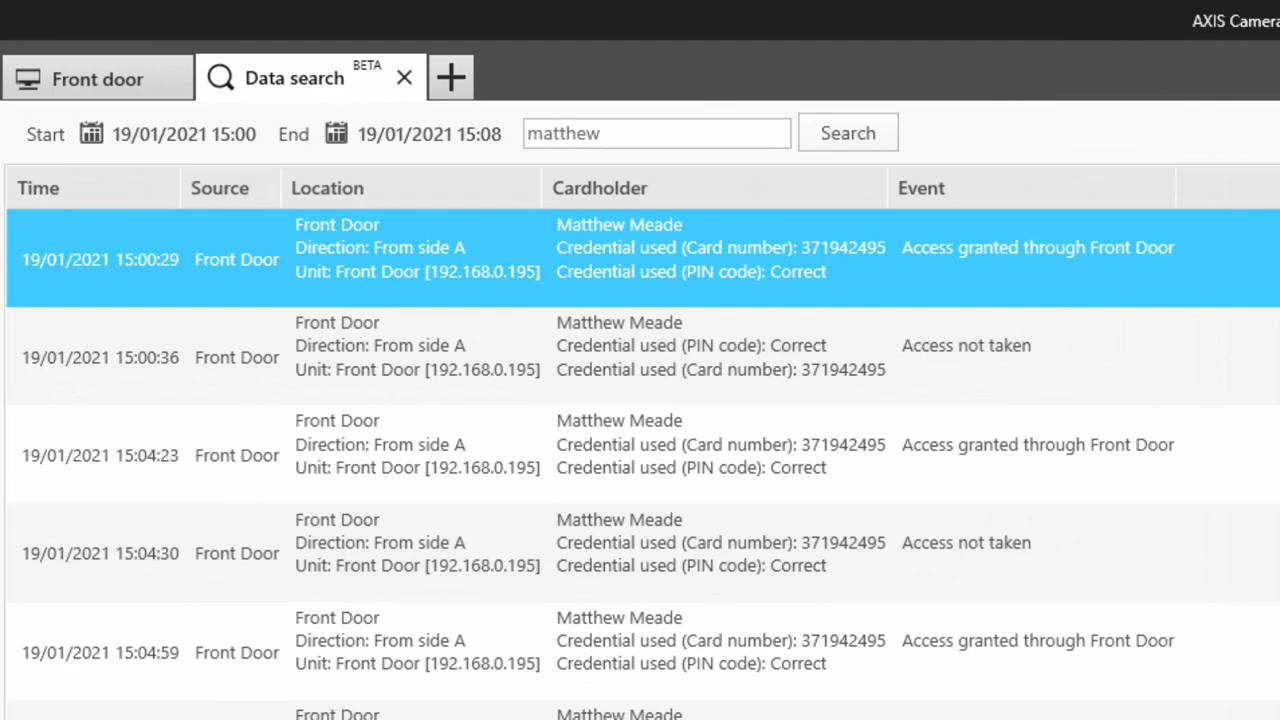 AXIS Camera
Front door
Data search BETA
Start 19/01/2021 15:00 End 19/01/2021 15:08 matthew Search
Time Source Location Cardholder Event
19/01/2021 15:00:29 Front Door
Front Door
Direction: From side A
Unit: Front Door [192.168.0.195]
Matthew Meade
Credential used (Card number): 371942495
Credential used (PIN code): Correct
Access granted through Front Door
19/01/2021 15:00:36 Front Door
Front Door
Direction: From side A
Unit: Front Door [192.168.0.195]
Matthew Meade
Credential used (PIN code): Correct
Credential used (Card number): 371942495
Access not taken
19/01/2021 15:04:23 Front Door
Front Door
Direction: From side A
Unit: Front Door [192.168.0.195]
Matthew Meade
Credential used (Card number): 371942495
Credential used (PIN code): Correct
Access granted through Front Door
19/01/2021 15:04:30 Front Door
Front Door
Direction: From side A
Unit: Front Door [192.168.0.195]
Matthew Meade
Credential used (Card number): 371942495
Credential used (PIN code): Correct
Access not taken
19/01/2021 15:04:59 Front Door
Front Door
Direction: From side A
Unit: Front Door [192.168.0.195]
Matthew Meade
Credential used (Card number): 371942495
Credential used (PIN code): Correct
Access granted through Front Door
Front Door
Matthew Meade